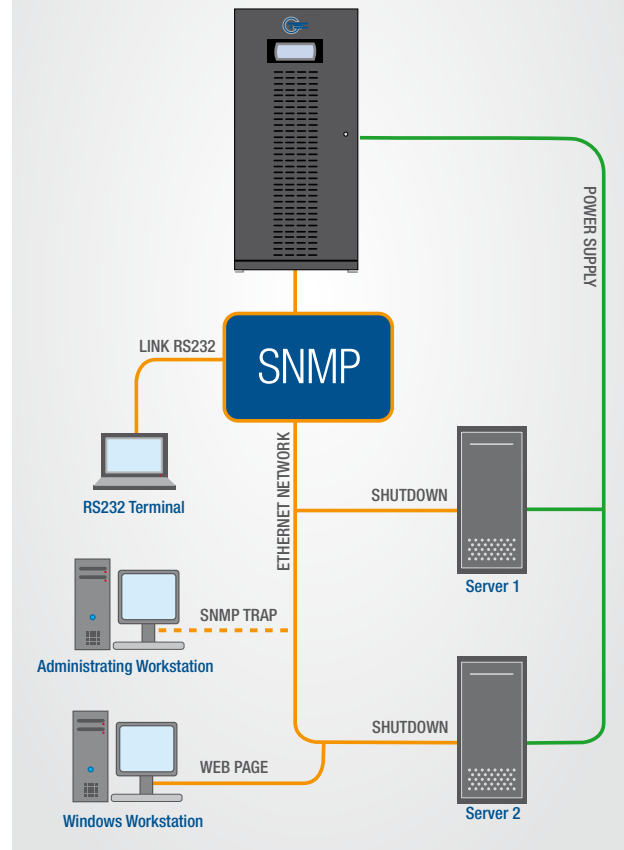 POWER SUPPLY
LINK RS232
SNMP
RS232 Terminal
ETHERNET NETWORK
SHUTDOWN
Server 1
SNMP TRAP
Administrating Workstation
SHUTDOWN
WEB PAGE
Windows Workstation
Server 2